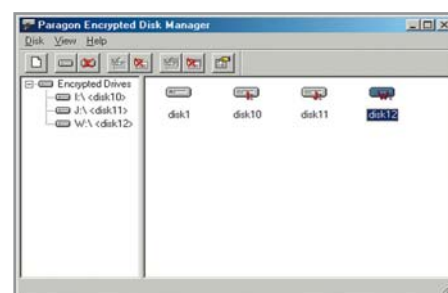 Paragon Encrypted Disk Manager
Disk View Help
Encrypted Drives
I:\ <disk10>
J:\ <disk11>
W:\ <disk12>
disk1 disk10 disk11 disk12